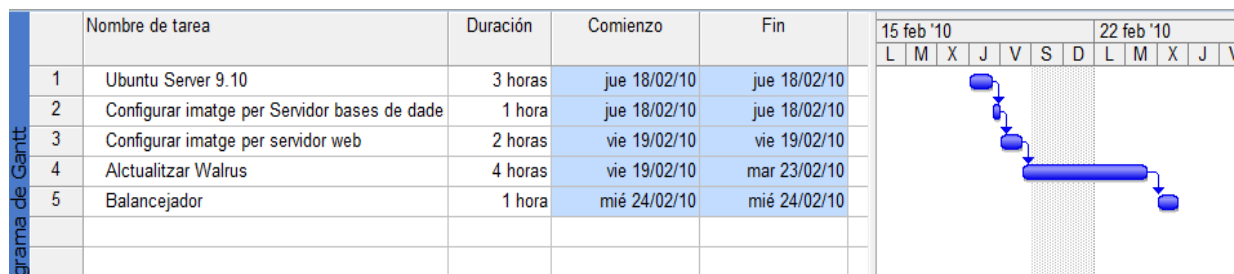 Nombre de tarea Duración Comienzo Fin 15 feb '10 22 feb '10
L M X J V S D L M X J
1 Ubuntu Server 9.10 3 horas jue 18/02/10 jue 18/02/10
2 Configurar imatge per Servidor bases de dade 1 hora jue 18/02/10 jue 18/02/10
3 Configurar imatge per servidor web 2 horas vie 19/02/10 vie 19/02/10
4 Alctualitzar Walrus 4 horas vie 19/02/10 mar 23/02/10
5 Balancejador 1 hora mié 24/02/10 mié 24/02/10
grama de Gantt